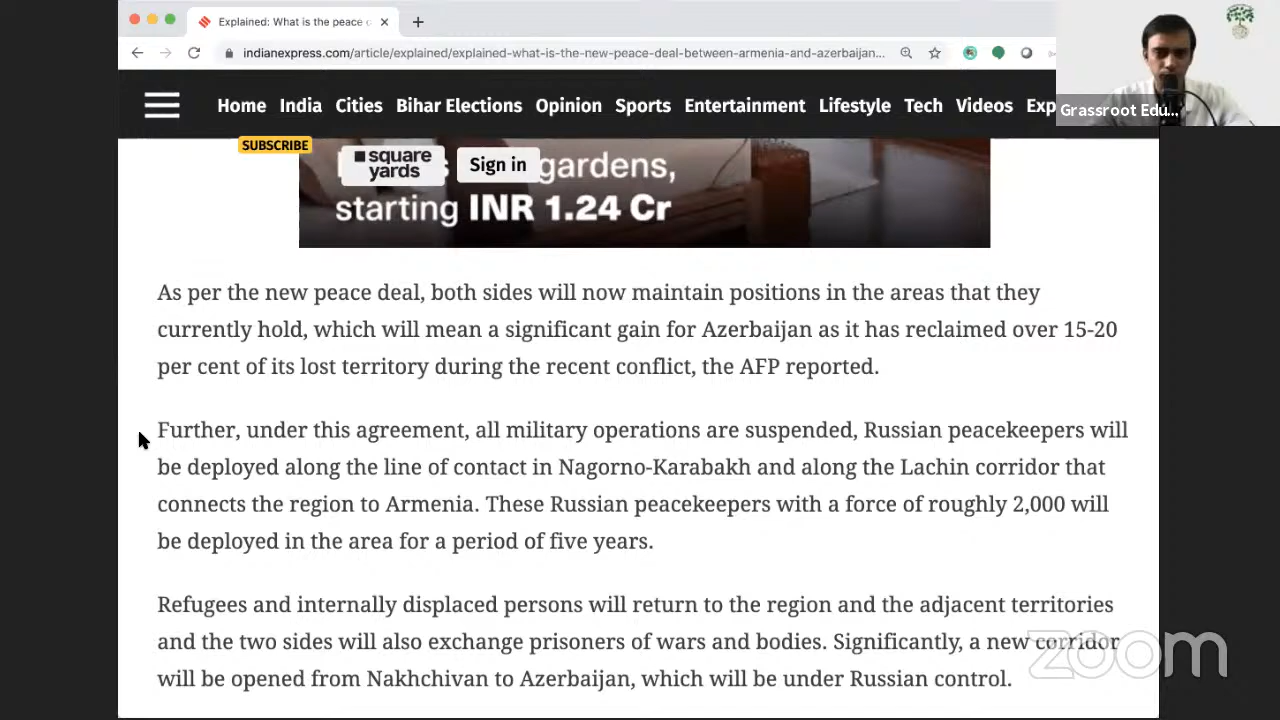 Explained: What is the peace
indianexpress.com/article/explained/explained-what-is-the-new-peace-deal-between-armenia-and-azerbaijan...
Grassroot Edu...
Home India Cities Bihar Elections Opinion Sports Entertainment Lifestyle Tech Videos Exp
SUBSCRIBE
square
yards
Sign in
gardens,
starting INR 1.24 Cr
As per the new peace deal, both sides will now maintain positions in the areas that they
currently hold, which will mean a significant gain for Azerbaijan as it has reclaimed over 15-20
per cent of its lost territory during the recent conflict, the AFP reported.
Further, under this agreement, all military operations are suspended, Russian peacekeepers will
be deployed along the line of contact in Nagorno-Karabakh and along the Lachin corridor that
connects the region to Armenia. These Russian peacekeepers with a force of roughly 2,000 will
be deployed in the area for a period of five years.
Refugees and internally displaced persons will return to the region and the adjacent territories
and the two sides will also exchange prisoners of wars and bodies. Significantly, a new corridor
will be opened from Nakhchivan to Azerbaijan, which will be under Russian control.
zoom